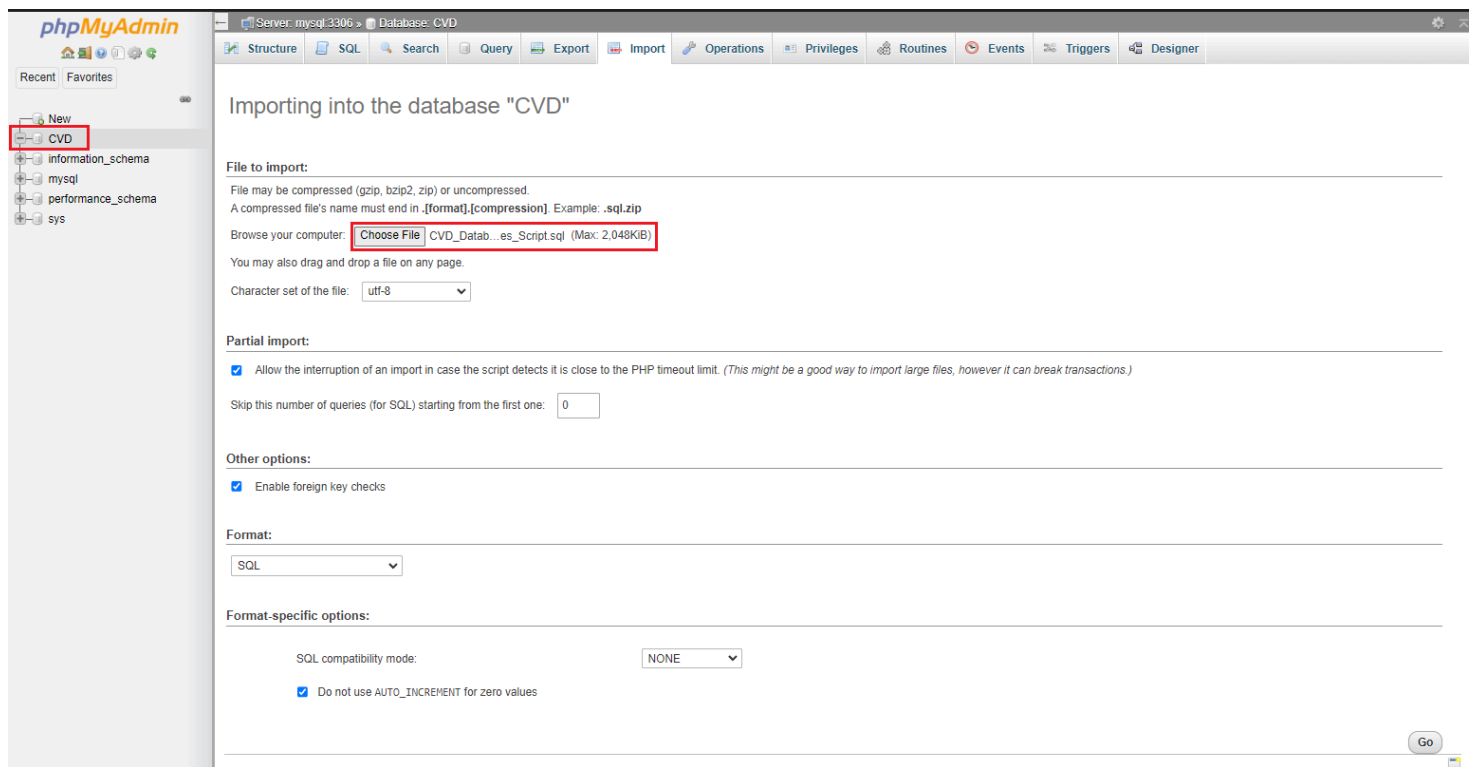 phpMyAdmin
Recent Favorites
New
CVD
information_schema
mysql
performance_schema
sys
Server: mysql:3306 » Database: CVD
Structure SQL Search Query Export Import Operations Privileges Routines Events Triggers Designer
Importing into the database "CVD"
File to import:
File may be compressed (gzip, bzip2, zip) or uncompressed.
A compressed file's name must end in .[format].[compression]. Example: .sql.zip
Browse your computer: Choose File CVD_Datab...es_Script.sql (Max: 2,048KiB)
You may also drag and drop a file on any page.
Character set of the file: utf-8
Partial import:
Allow the interruption of an import in case the script detects it is close to the PHP timeout limit. (This might be a good way to import large files, however it can break transactions.)
Skip this number of queries (for SQL) starting from the first one: 0
Other options:
Enable foreign key checks
Format:
SQL
Format-specific options:
SQL compatibility mode: NONE
Do not use AUTO_INCREMENT for zero values
Go